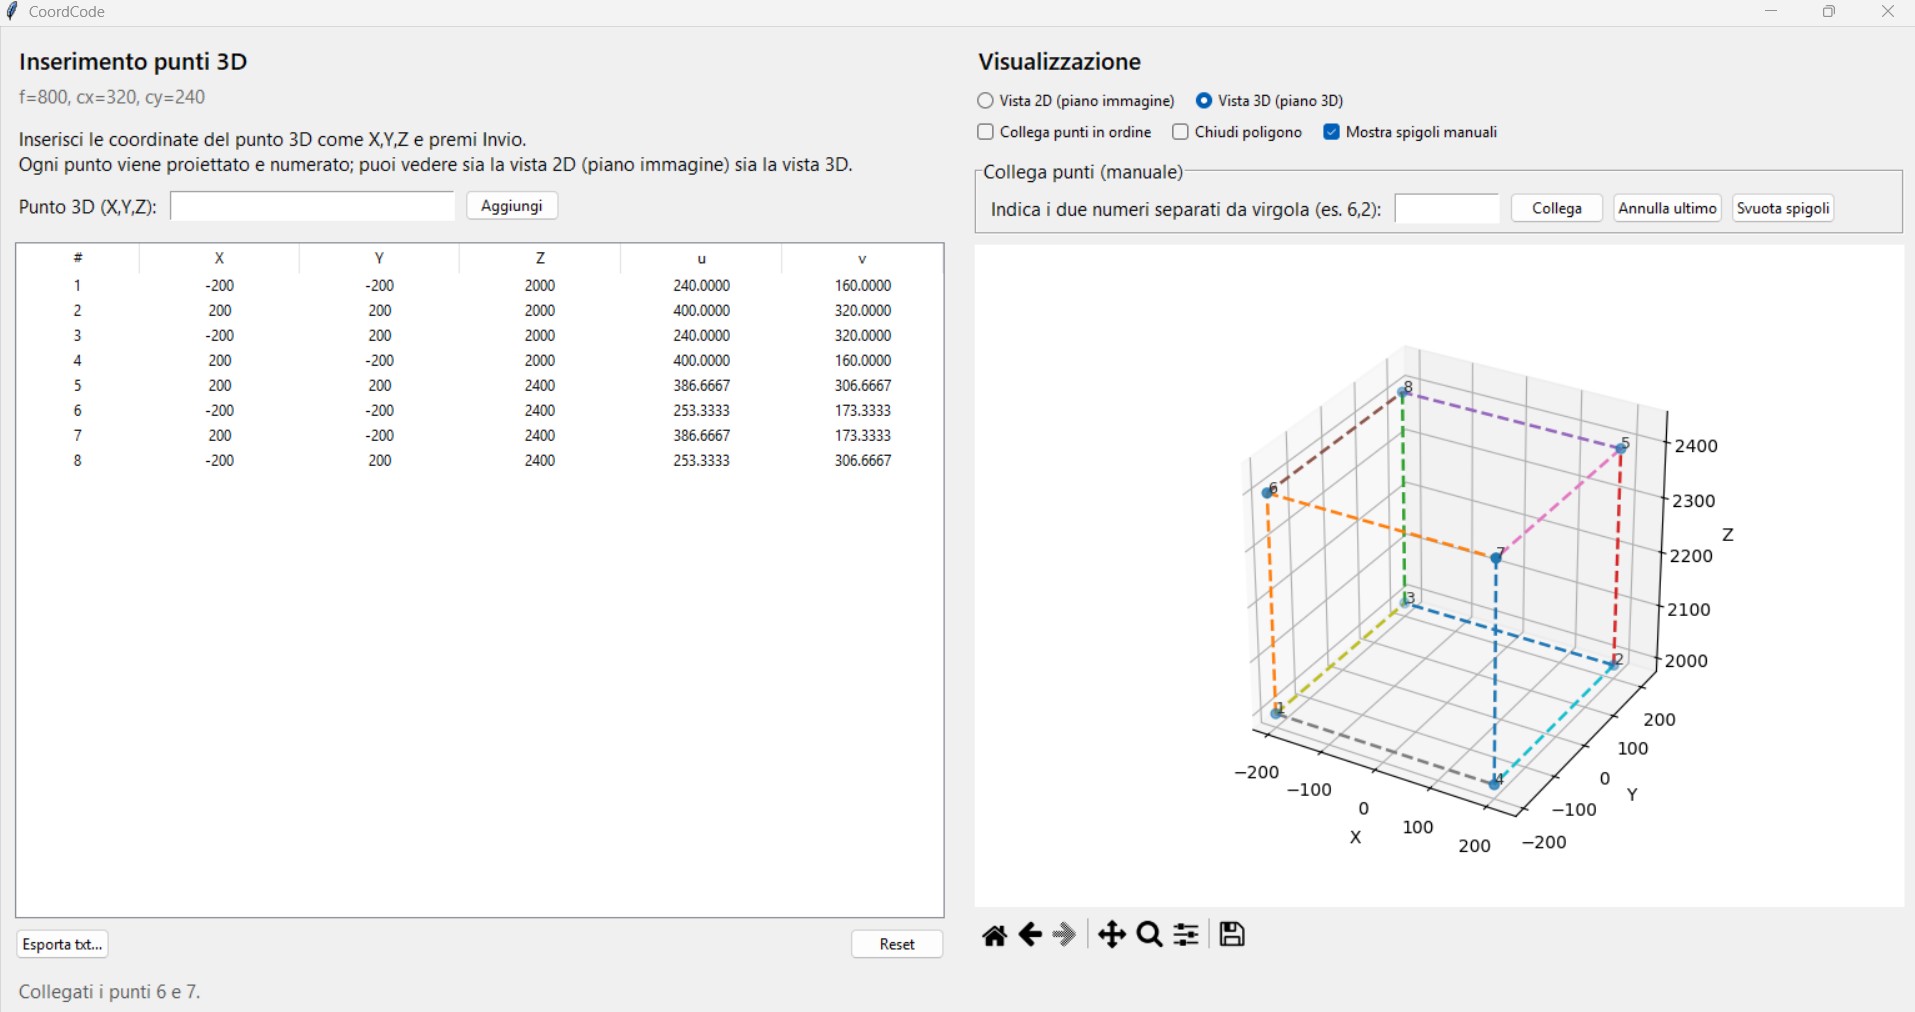 CoordCode
Inserimento punti 3D
f=800, cx=320, cy=240
Inserisci le coordinate del punto 3D come X,Y,Z e premi Invio.
Ogni punto viene proiettato e numerato; puoi vedere sia la vista 2D (piano immagine) sia la vista 3D.
Punto 3D (X,Y,Z): Aggiungi
# X Y Z u v
1 -200 -200 2000 240.0000 160.0000
2 200 200 2000 400.0000 320.0000
3 -200 200 2000 240.0000 320.0000
4 200 -200 2000 400.0000 160.0000
5 200 200 2400 386.6667 306.6667
6 -200 -200 2400 253.3333 173.3333
7 200 -200 2400 386.6667 173.3333
8 -200 200 2400 253.3333 306.6667
Esporta txt... Reset
Collegati i punti 6 e 7.
Visualizzazione
Vista 2D (piano immagine) Vista 3D (piano 3D)
Collega punti in ordine Chiudi poligono Mostra spigoli manuali
Collega punti (manuale)
Indica i due numeri separati da virgola (es. 6,2): Collega Annulla ultimo Svuota spigoli
8
5
6
7
3
2
1
4
2400
2300
Z
2200
2100
2000
200
100
0
Y
−100
−200
−200
−100
0
X
100
200